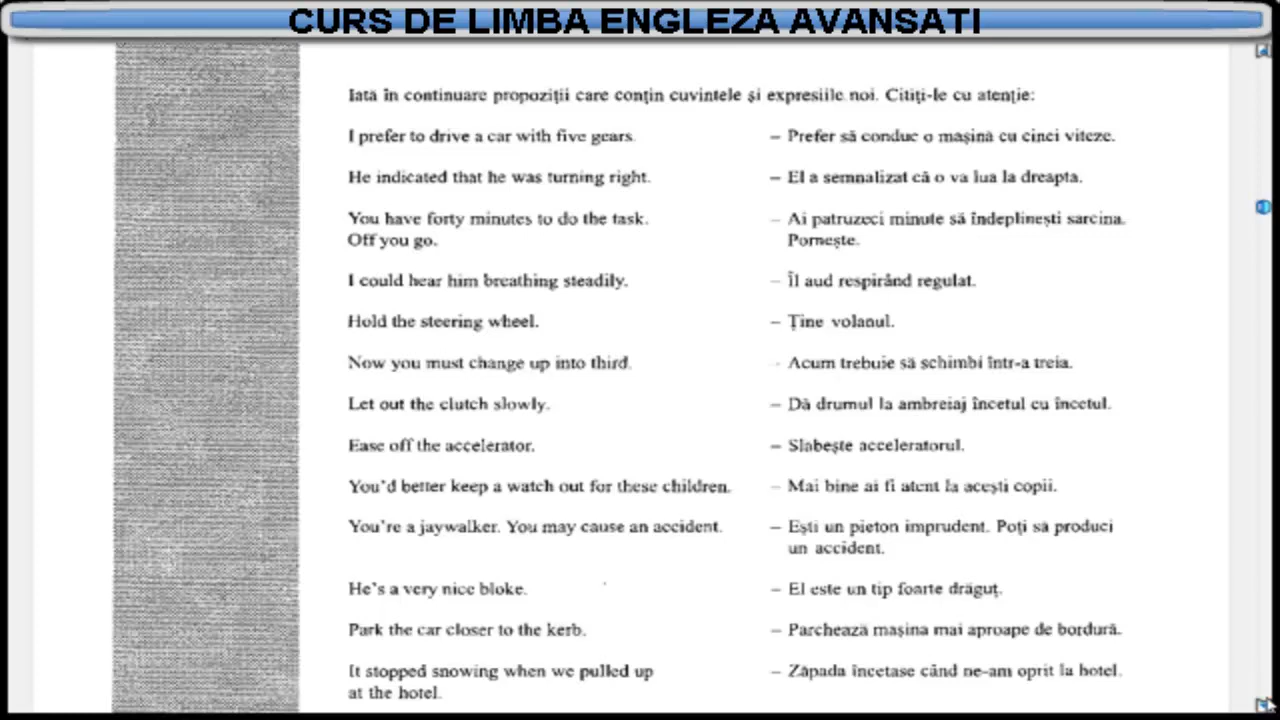 CURS DE LIMBA ENGLEZA AVANSATI
Iată în continuare propoziții care conțin cuvintele și expresiile noi. Citiți-le cu atenție:
I prefer to drive a car with five gears. – Prefer să conduc o mașină cu cinci viteze.
He indicated that he was turning right. – El a semnalizat că o va lua la dreapta.
You have forty minutes to do the task. – Ai patruzeci minute să îndeplinești sarcina.
Off you go. Pornește.
I could hear him breathing steadily. – Îl aud respirând regulat.
Hold the steering wheel. – Ține volanul.
Now you must change up into third. – Acum trebuie să schimbi într-a treia.
Let out the clutch slowly. – Dă drumul la ambreiaj încetul cu încetul.
Ease off the accelerator. – Slăbește acceleratorul.
You'd better keep a watch out for these children. – Mai bine ai fi atent la acești copii.
You're a jaywalker. You may cause an accident. – Ești un pieton imprudent. Poți să produci
un accident.
He's a very nice bloke. – El este un tip foarte drăguț.
Park the car closer to the kerb. – Parchează mașina mai aproape de bordură.
It stopped snowing when we pulled up – Zăpada încetase când ne-am oprit la hotel.
at the hotel.